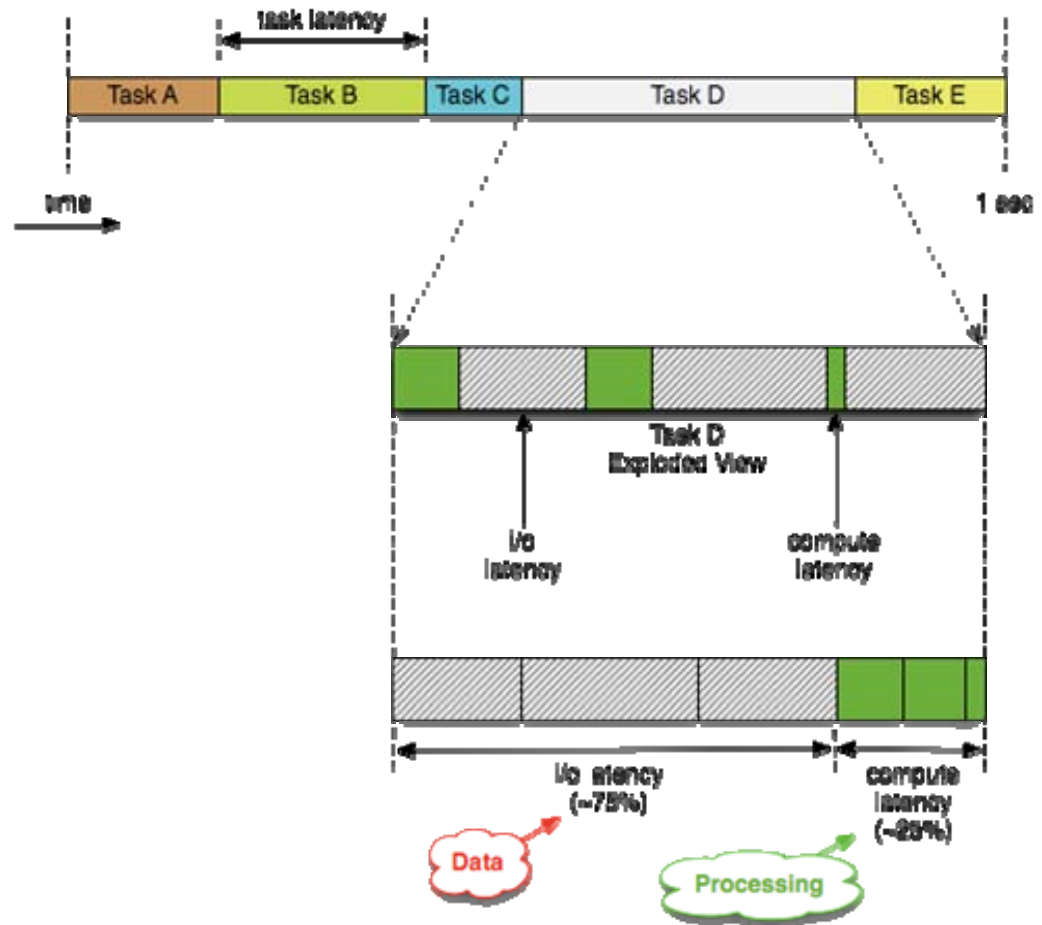 task latency
Task A
Task B
Task C
Task D
Task E
time
1 sec
Task D
Exploded View
i/o
latency
compute
latency
i/o latency
(~75%)
compute
latency
(~25%)
Data
Processing